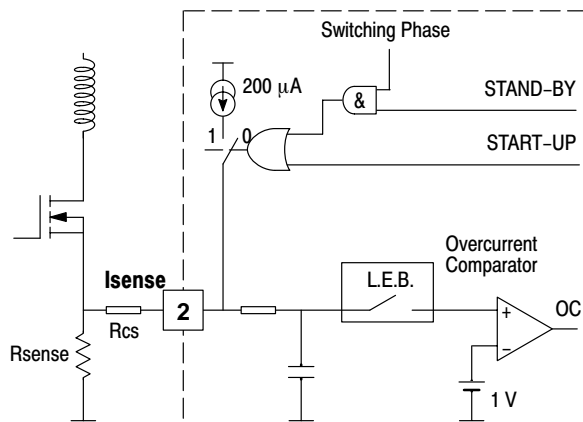 Switching Phase
200 μA
STAND–BY
&
1 0
START–UP
Overcurrent
Comparator
Isense
L.E.B.
2
+
OC
Rcs
Rsense
–
1 V